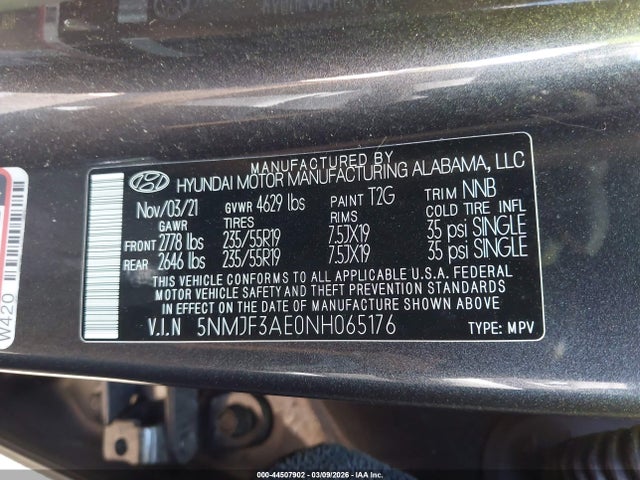 MANUFACTURED BY
HYUNDAI MOTOR MANUFACTURING ALABAMA, LLC
Nov/03/21 GVWR 4629 lbs PAINT T2G TRIM NNB
TIRES RIMS COLD TIRE INFL
FRONT 2778 lbs 235/55R19 7.5JX19 35 psi SINGLE
REAR 2646 lbs 235/55R19 7.5JX19 35 psi SINGLE
THIS VEHICLE CONFORMS TO ALL APPLICABLE U.S.A. FEDERAL
MOTOR VEHICLE SAFETY AND THEFT PREVENTION STANDARDS
IN EFFECT ON THE DATE OF MANUFACTURE SHOWN ABOVE.
V.I.N 5NMJF3AE0NH065176 TYPE: MPV
W420
000-44507902 - 03/09/2026 - IAA Inc.